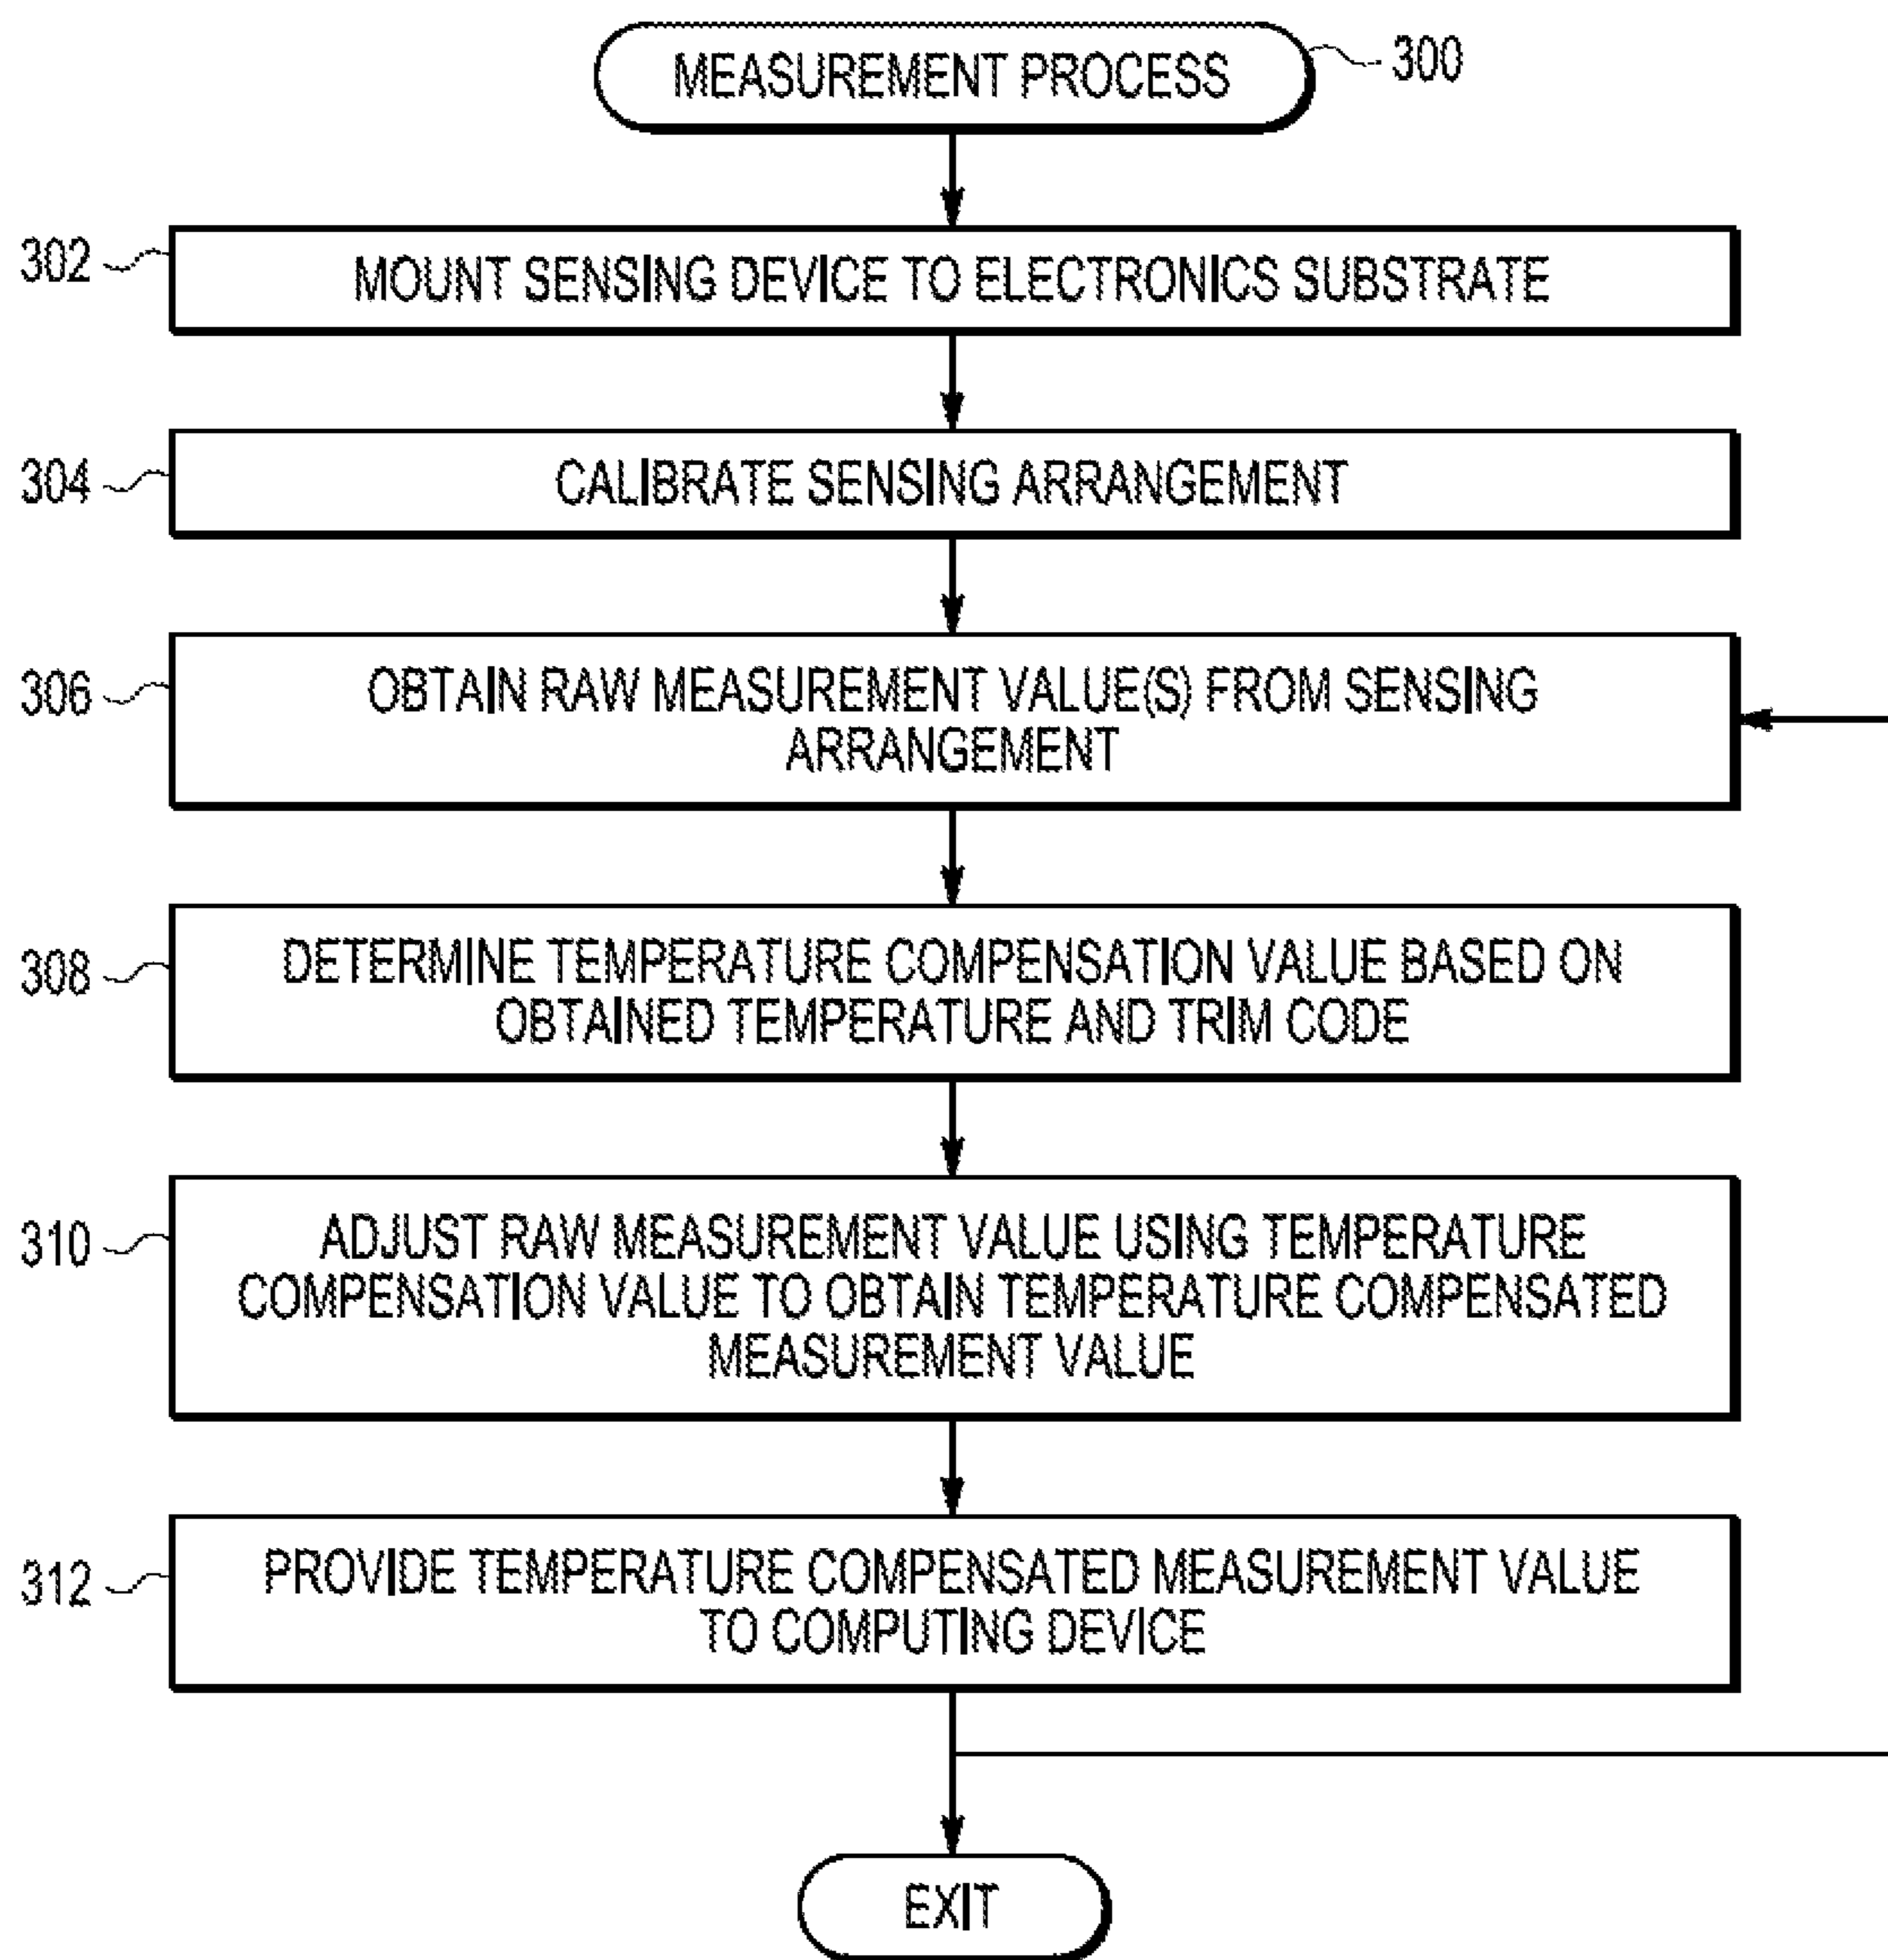 MEASUREMENT PROCESS
300
302
MOUNT SENSING DEVICE TO ELECTRONICS SUBSTRATE
304
CALIBRATE SENSING ARRANGEMENT
306
OBTAIN RAW MEASUREMENT VALUE(S) FROM SENSING
ARRANGEMENT
308
DETERMINE TEMPERATURE COMPENSATION VALUE BASED ON
OBTAINED TEMPERATURE AND TRIM CODE
310
ADJUST RAW MEASUREMENT VALUE USING TEMPERATURE
COMPENSATION VALUE TO OBTAIN TEMPERATURE COMPENSATED
MEASUREMENT VALUE
312
PROVIDE TEMPERATURE COMPENSATED MEASUREMENT VALUE
TO COMPUTING DEVICE
EXIT